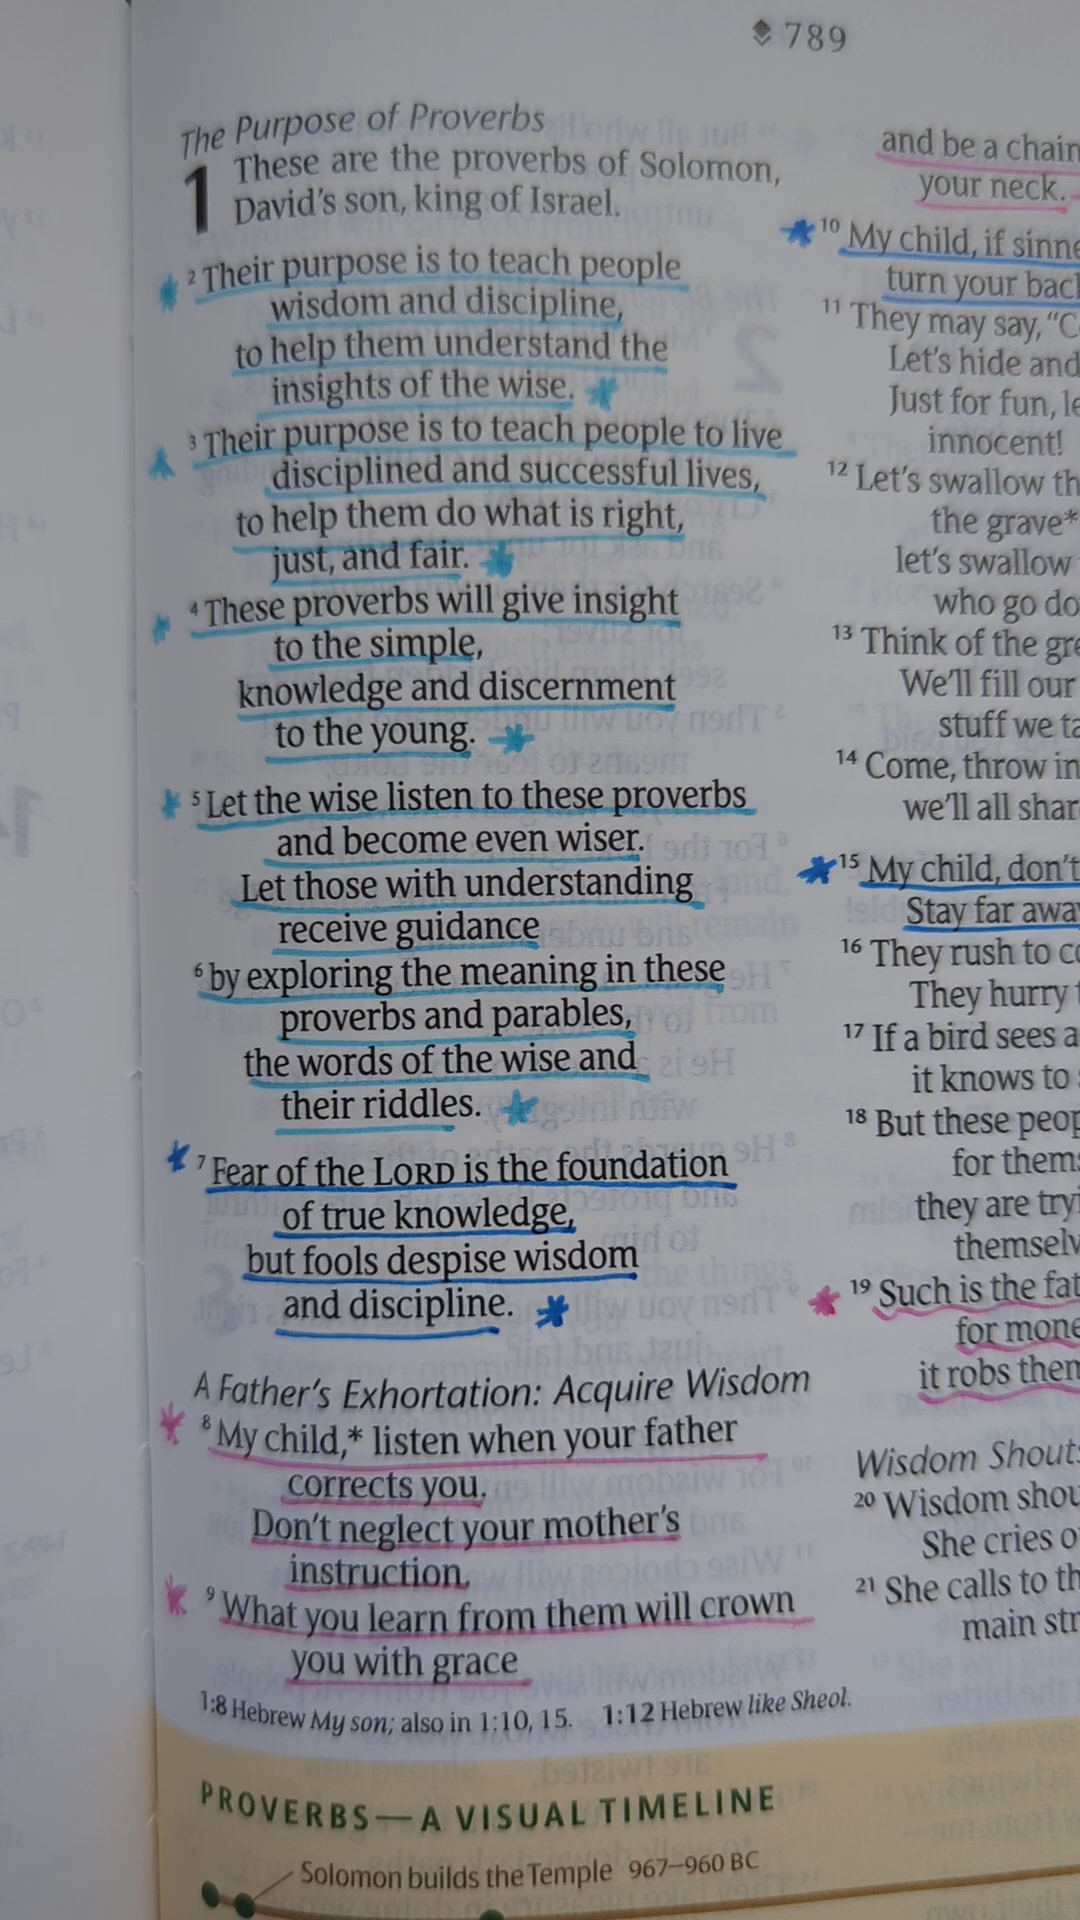 789
The Purpose of Proverbs
1 These are the proverbs of Solomon,
David's son, king of Israel.
2 Their purpose is to teach people
wisdom and discipline,
to help them understand the
insights of the wise.
3 Their purpose is to teach people to live
disciplined and successful lives,
to help them do what is right,
just, and fair.
4 These proverbs will give insight
to the simple,
knowledge and discernment
to the young.
5 Let the wise listen to these proverbs
and become even wiser.
Let those with understanding
receive guidance
6 by exploring the meaning in these
proverbs and parables,
the words of the wise and
their riddles.
7 Fear of the LORD is the foundation
of true knowledge,
but fools despise wisdom
and discipline.
A Father's Exhortation: Acquire Wisdom
8 My child,* listen when your father
corrects you.
Don't neglect your mother's
instruction.
9 What you learn from them will crown
you with grace
and be a chain
your neck.
10 My child, if
turn your
11 They may say, "
Let's hide and
Just for fun,
innocent!
12 Let's swallow
the grave*
let's swallow
who go
13 Think of the
We'll fill our
stuff we
14 Come, throw in
we'll all
15 My child, don't
Stay far
16 They rush to
They hurry
17 If a bird sees a
it knows to
18 But these
for
they are
19 Such is the
for
it robs
Wisdom
20 Wisdom
She cries
21 She calls to
main
1:8 Hebrew My son; also in 1:10, 15. 1:12 Hebrew like Sheol.
PROVERBS—A VISUAL TIMELINE
Solomon builds the Temple 967–960 BC